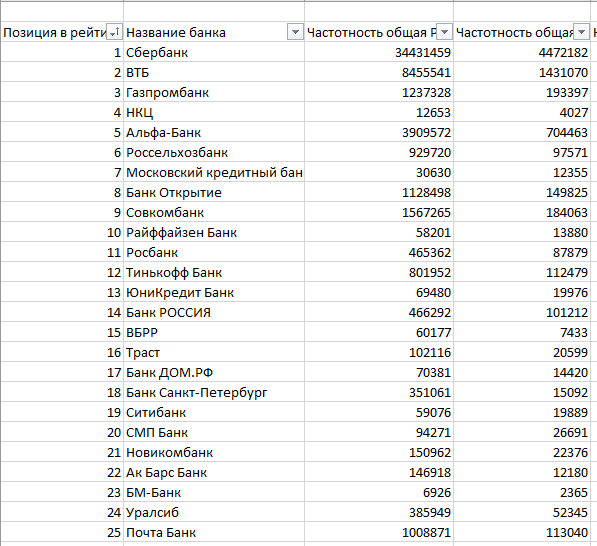 Позиция в рейти Название банка Частотность общая Р Частотность общая
1 Сбербанк 34431459 4472182
2 ВТБ 8455541 1431070
3 Газпромбанк 1237328 193397
4 НКЦ 12653 4027
5 Альфа-Банк 3909572 704463
6 Россельхозбанк 929720 97571
7 Московский кредитный бан 30630 12355
8 Банк Открытие 1128498 149825
9 Совкомбанк 1567265 184063
10 Райффайзен Банк 58201 13880
11 Росбанк 465362 87879
12 Тинькофф Банк 801952 112479
13 ЮниКредит Банк 69480 19976
14 Банк РОССИЯ 466292 101212
15 ВБРР 60177 7433
16 Траст 102116 20599
17 Банк ДОМ.РФ 70381 14420
18 Банк Санкт-Петербург 351061 15092
19 Ситибанк 59076 19889
20 СМП Банк 94271 26691
21 Новикомбанк 150962 22376
22 Ак Барс Банк 146918 12180
23 БМ-Банк 6926 2365
24 Уралсиб 385949 52345
25 Почта Банк 1008871 113040